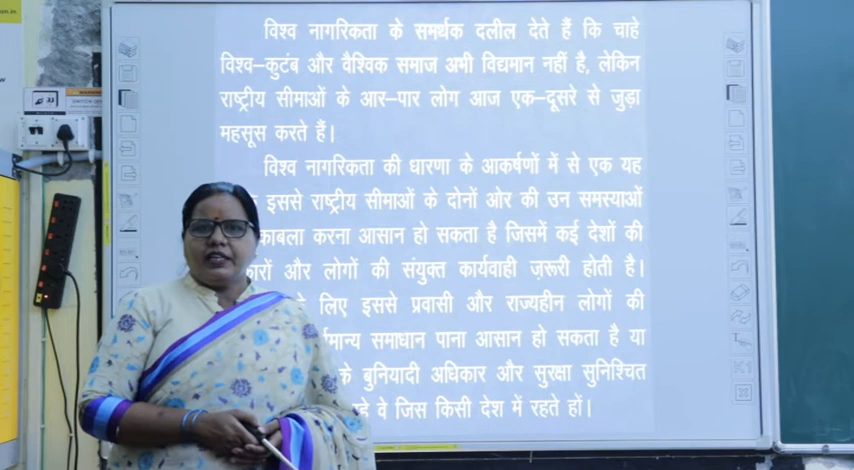 विश्व नागरिकता के समर्थक दलील देते हैं कि चाहे
विश्व–कुटंब और वैश्विक समाज अभी विद्यमान नहीं है, लेकिन
राष्ट्रीय सीमाओं के आर–पार लोग आज एक–दूसरे से जुड़ा
महसूस करते हैं।
विश्व नागरिकता की धारणा के आकर्षणों में से एक यह
इससे राष्ट्रीय सीमाओं के दोनों ओर की उन समस्याओं
काबला करना आसान हो सकता है जिसमें कई देशों की
कारों और लोगों की संयुक्त कार्यवाही ज़रूरी होती है।
लिए इससे प्रवासी और राज्यहीन लोगों की
र्वमान्य समाधान पाना आसान हो सकता है या
के बुनियादी अधिकार और सुरक्षा सुनिश्चित
वे जिस किसी देश में रहते हों।